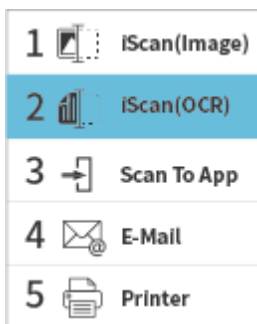 1 iScan(Image)
2 iScan(OCR)
3 Scan To App
4 @ E-Mail
5 Printer